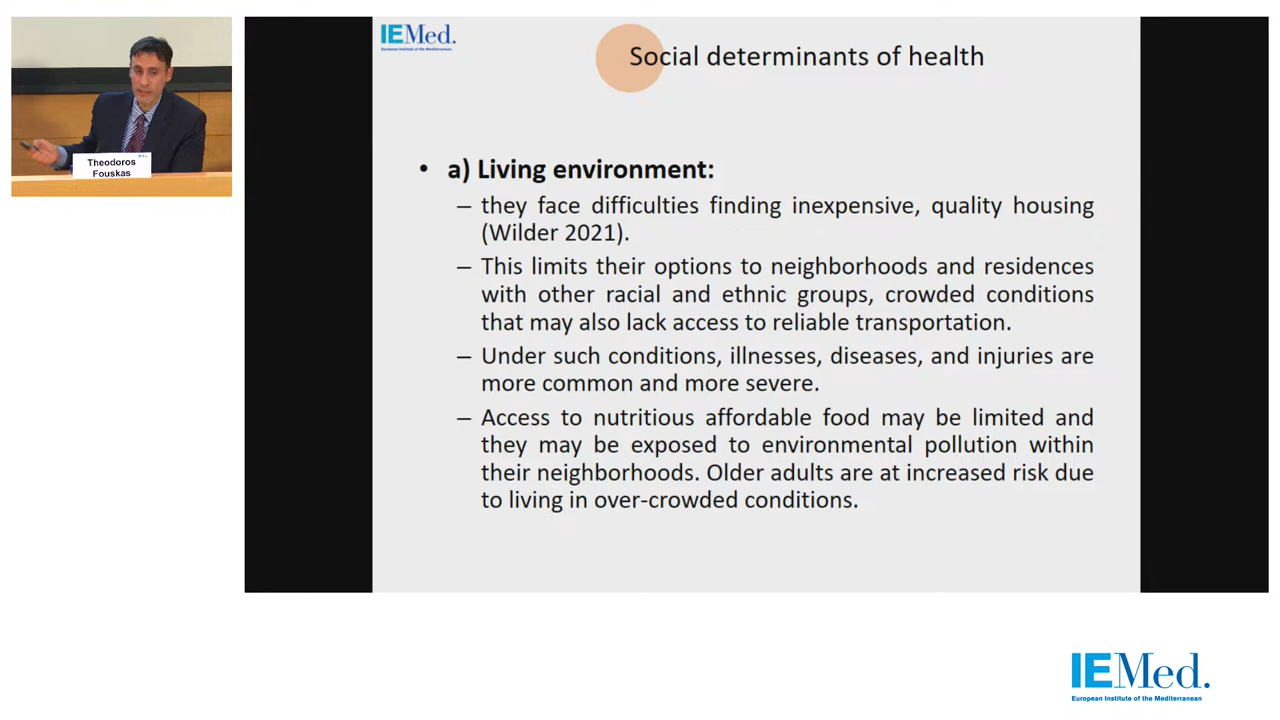 Theodoros
Fouskas
IEMed.
European Institute of the Mediterranean
Social determinants of health
• a) Living environment:
– they face difficulties finding inexpensive, quality housing
(Wilder 2021).
– This limits their options to neighborhoods and residences
with other racial and ethnic groups, crowded conditions
that may also lack access to reliable transportation.
– Under such conditions, illnesses, diseases, and injuries are
more common and more severe.
– Access to nutritious affordable food may be limited and
they may be exposed to environmental pollution within
their neighborhoods. Older adults are at increased risk due
to living in over-crowded conditions.
IEMed.
European Institute of the Mediterranean